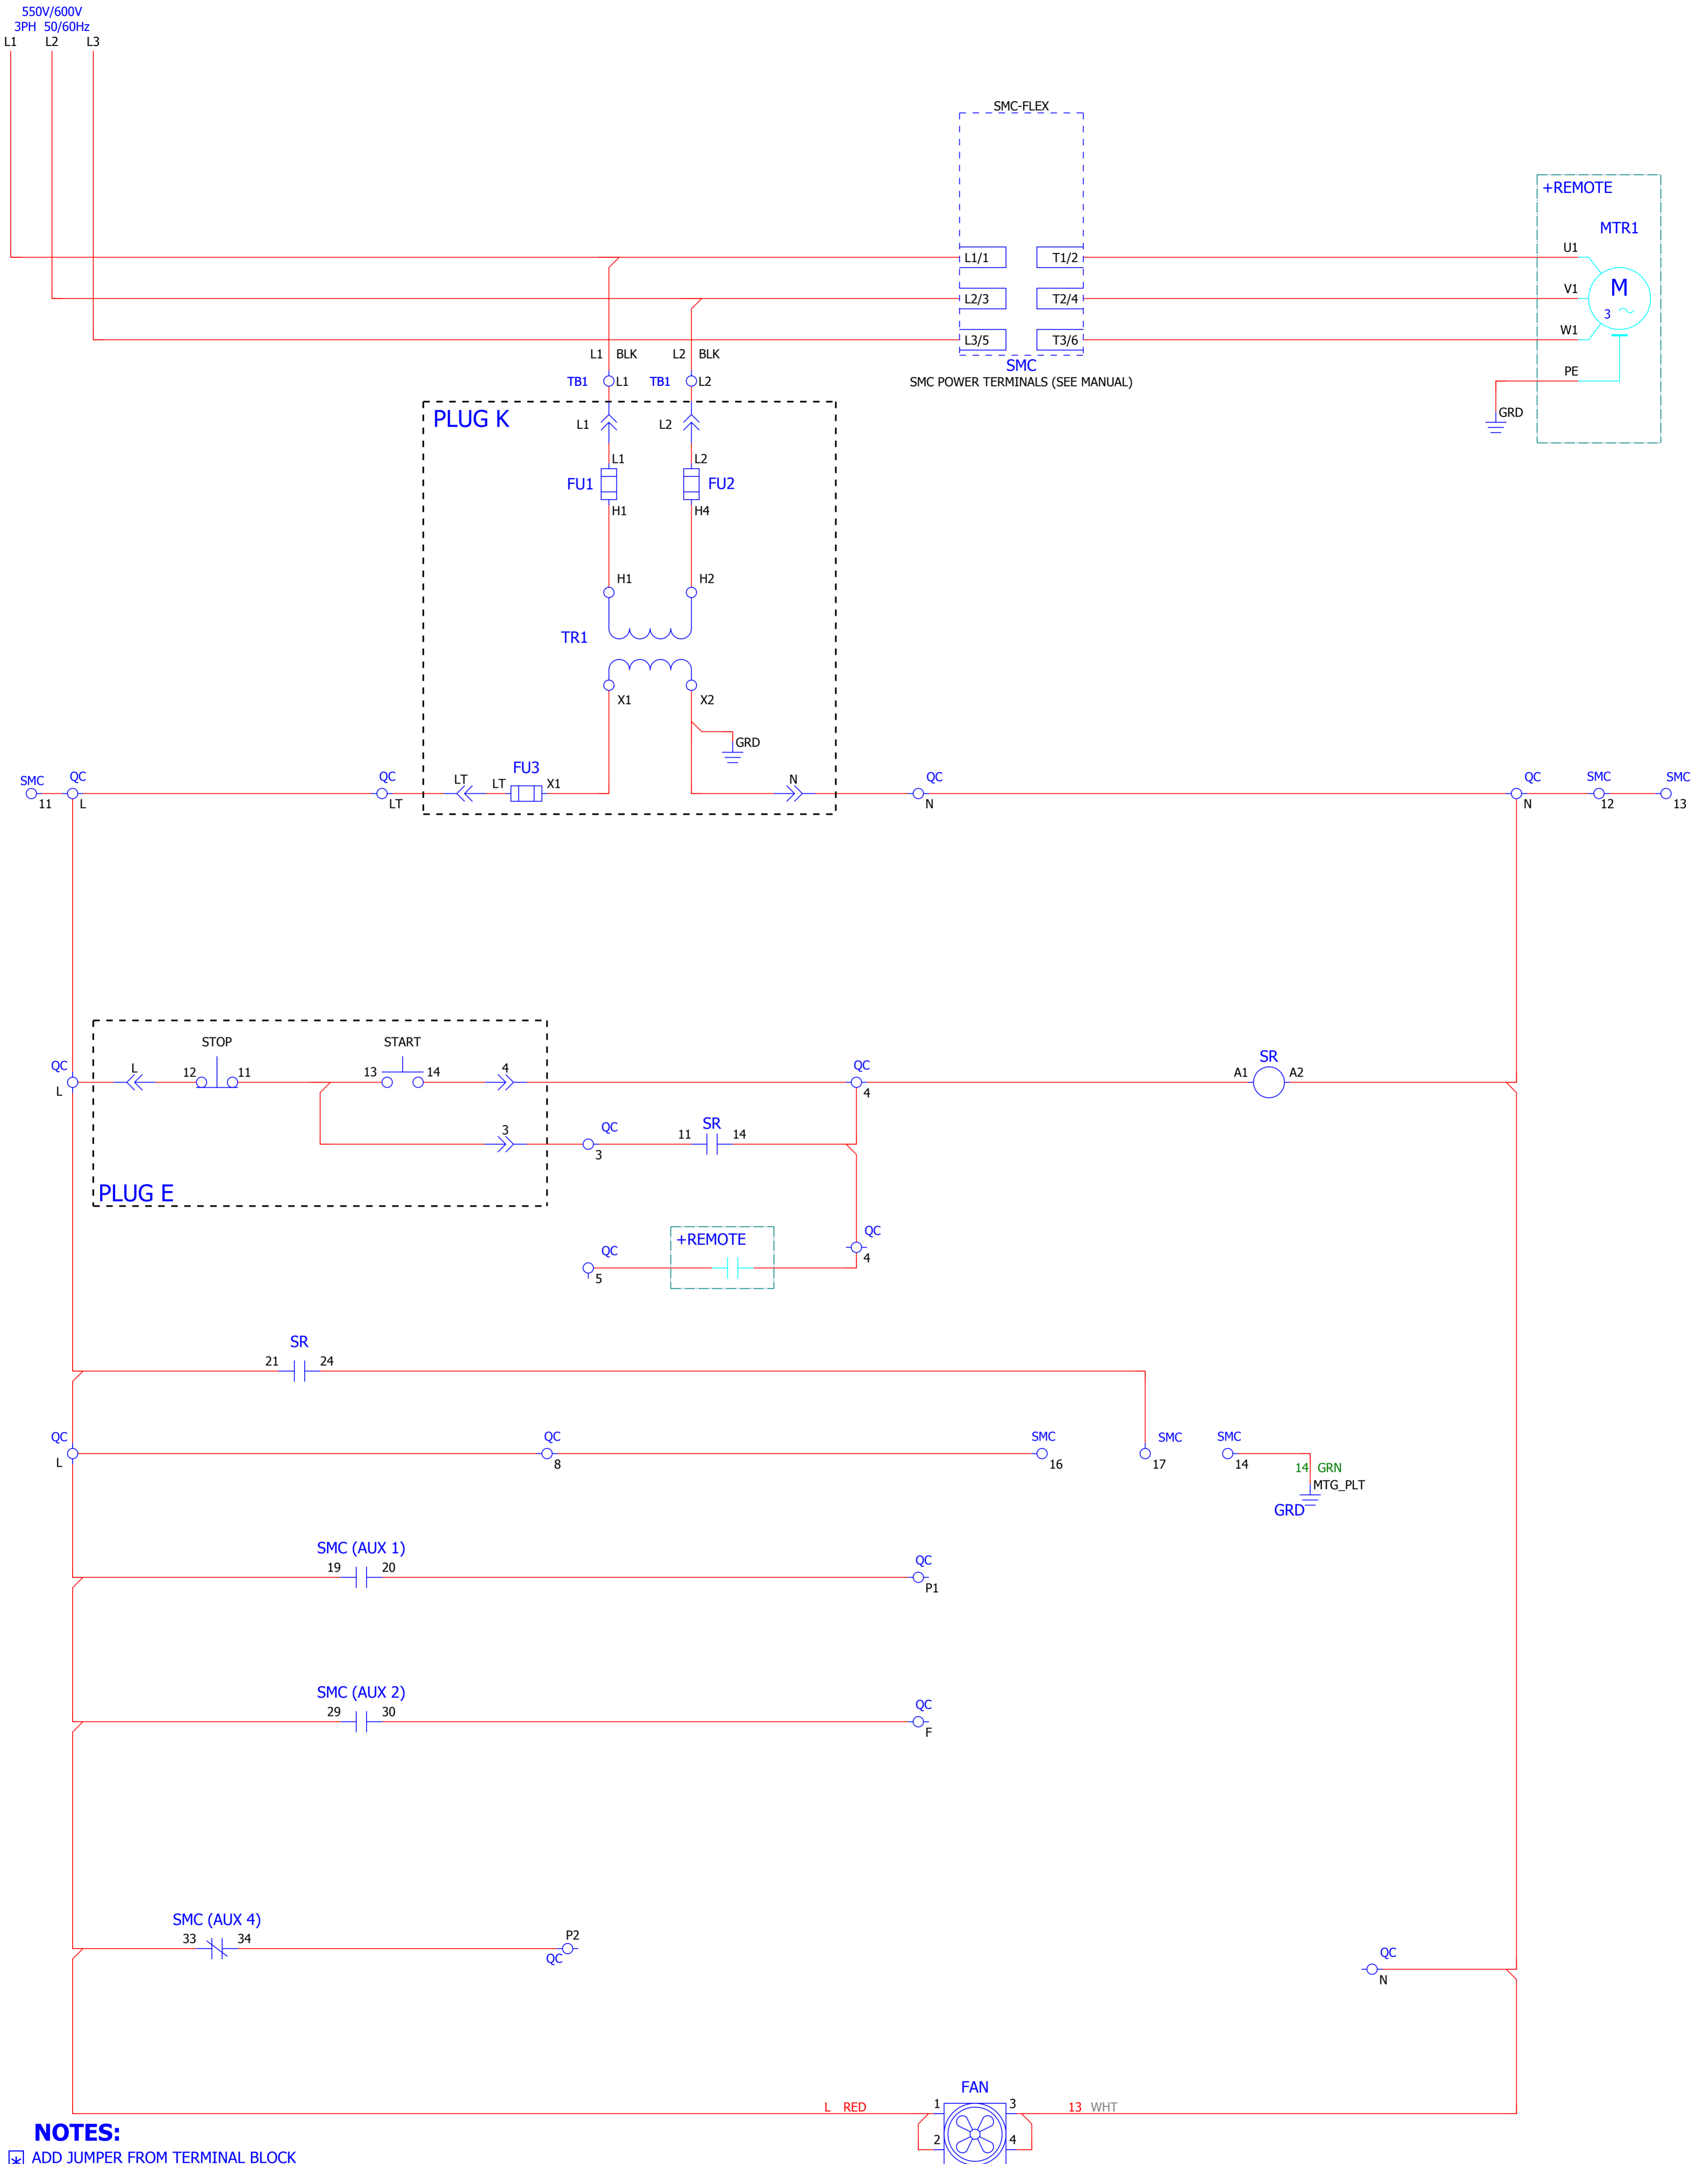 550V/600V
3PH 50/60Hz
L1 L2 L3
SMC-FLEX
+REMOTE
MTR1
L1/1 T1/2 U1
L2/3 T2/4 V1 M
3
L3/5 T3/6 W1
L1 BLK L2 BLK
SMC
SMC POWER TERMINALS (SEE MANUAL)
PE
TB1 L1 TB1 L2
GRD
PLUG K
L1 L2
L1 L2
FU1 FU2
H1 H4
H1 H2
TR1
X1 X2
GRD
SMC QC QC LT LT FU3 X1 N QC QC SMC SMC
11 L LT N N 12 13
STOP START
QC L 12 11 13 14 4 QC A1 SR A2
L 4
3 QC 11 SR 14
3
PLUG E
QC +REMOTE QC
5 4
SR
21 24
QC QC SMC SMC SMC
L 8 16 17 14
14 GRN
MTG_PLT
GRD
SMC (AUX 1)
19 20 QC
P1
SMC (AUX 2)
29 30 QC
F
SMC (AUX 4)
33 34 P2
QC
QC
N
FAN
L RED 1 3 13 WHT
2 4
NOTES:
* ADD JUMPER FROM TERMINAL BLOCK